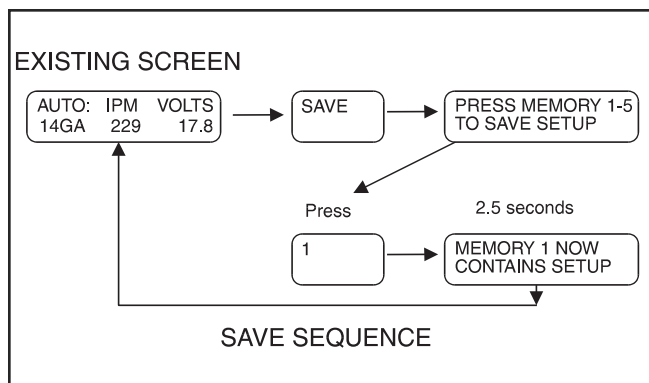 EXISTING SCREEN
AUTO: IPM VOLTS
14GA 229 17.8
SAVE
PRESS MEMORY 1-5
TO SAVE SETUP
Press
2.5 seconds
1
MEMORY 1 NOW
CONTAINS SETUP
SAVE SEQUENCE